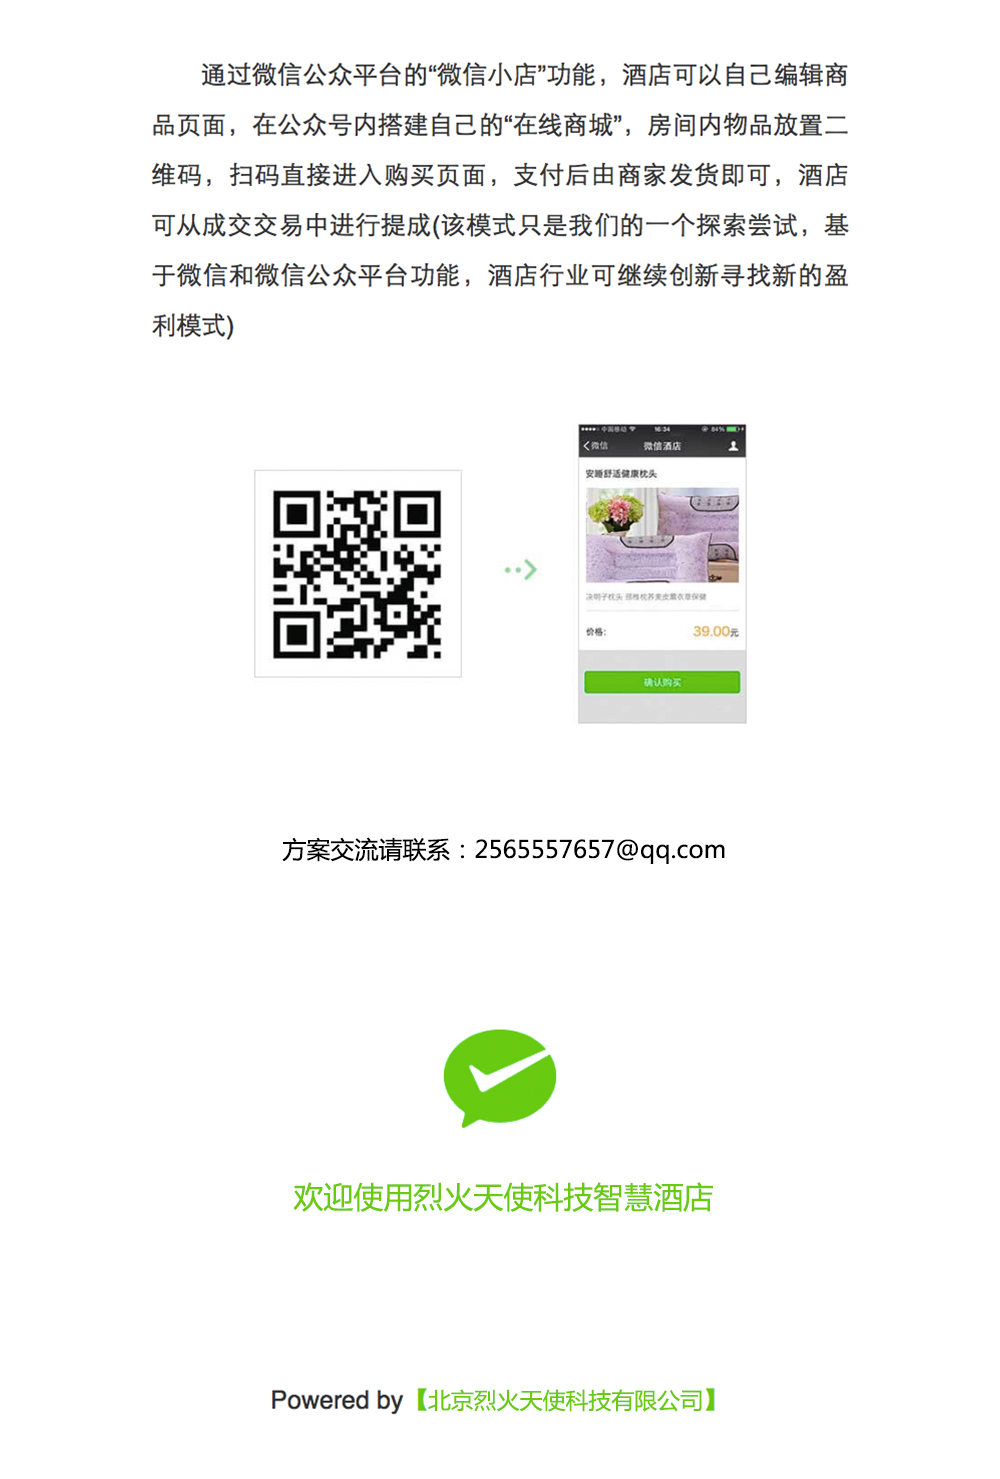 通过微信公众平台的“微信小店”功能，酒店可以自己编辑商
品页面，在公众号内搭建自己的“在线商城”，房间内物品放置二
维码，扫码直接进入购买页面，支付后由商家发货即可，酒店
可从成交交易中进行提成(该模式只是我们的一个探索尝试，基
于微信和微信公众平台功能，酒店行业可继续创新寻找新的盈
利模式)
中国移动 16:34 84%
微信 微信酒店
安睡舒适健康枕头
决明子枕头 颈椎枕荞麦皮薰衣草保健
价格： 39.00元
确认购买
方案交流请联系：2565557657@qq.com
欢迎使用烈火天使科技智慧酒店
Powered by【北京烈火天使科技有限公司】